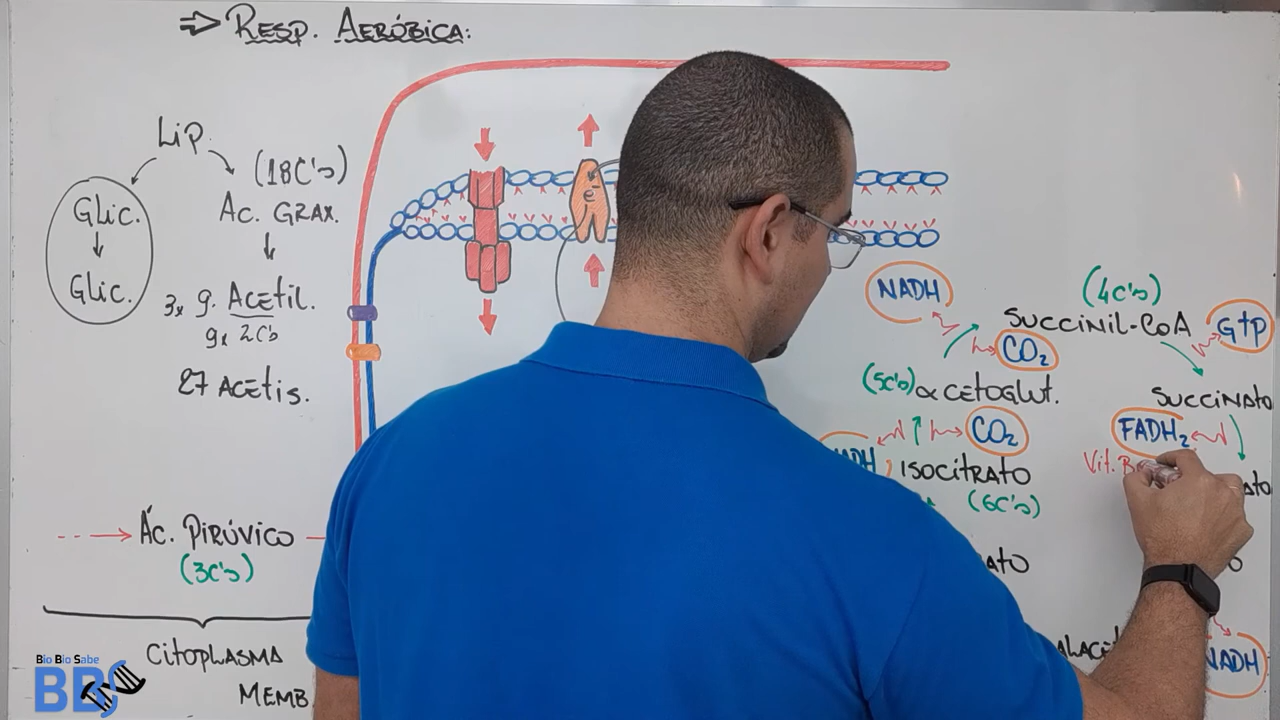 ⇒ RESP. AERÓBICA:
LiP.
(18C's)
GLIC.
GLIC.
AC. GRAX.
3x 9. ACETIL.
9x 2C's
27 ACETIS.
ÁC. PIRÚVICO
(3C's)
CITOPLASMA
MEMB
Bio Bio Sabe
BBS
e-
NADH
(4C's)
SUCCINIL-CoA
GTP
CO₂
(5C's) α CETOGLUT.
SUCCINATO
FADH₂
CO₂
Vit. B
ISOCITRATO
(6C's)
NADH